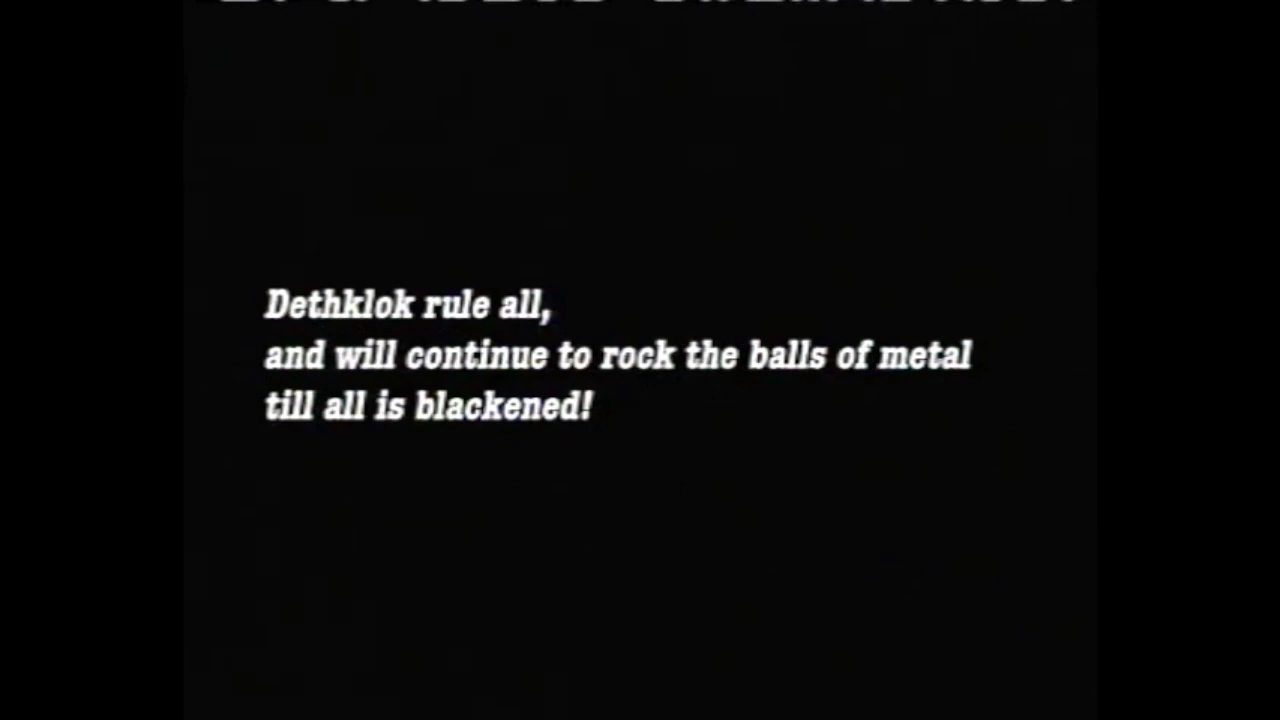 Dethklok rule all,
and will continue to rock the balls of metal
till all is blackened!